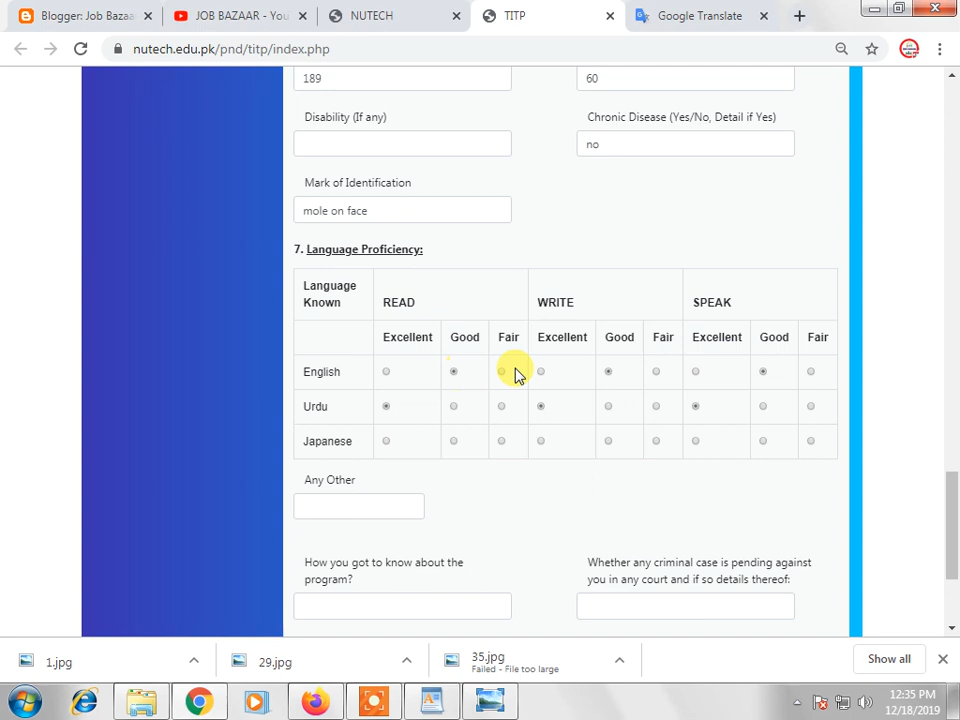 Blogger: Job Bazaa
JOB BAZAAR - You
NUTECH
TITP
Google Translate
nutech.edu.pk/pnd/titp/index.php
189
60
Disability (If any)
Chronic Disease (Yes/No, Detail if Yes)
no
Mark of Identification
mole on face
7. Language Proficiency:
Language Known
READ
WRITE
SPEAK
Excellent Good Fair Excellent Good Fair Excellent Good Fair
English
Urdu
Japanese
Any Other
How you got to know about the
program?
Whether any criminal case is pending against
you in any court and if so details thereof:
1.jpg
29.jpg
35.jpg
Failed - File too large
Show all
12:35 PM
12/18/2019